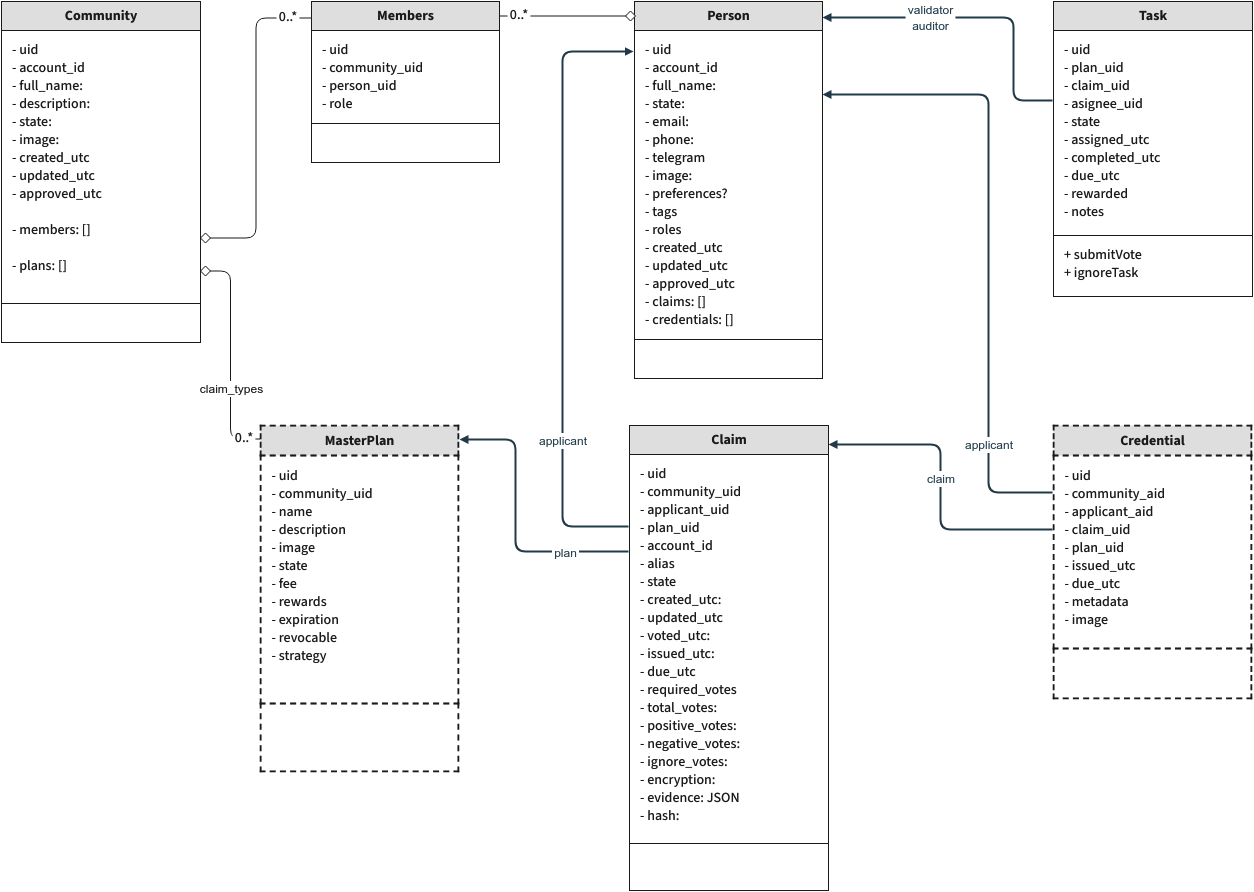 Community
- uid
- account_id
- full_name:
- description:
- state:
- image:
- created_utc
- updated_utc
- approved_utc
- members: []
- plans: []
0..*
Members
- uid
- community_uid
- person_uid
- role
0..*
Person
- uid
- account_id
- full_name:
- state:
- email:
- phone:
- telegram
- image:
- preferences?
- tags
- roles
- created_utc
- updated_utc
- approved_utc
- claims: []
- credentials: []
validator
auditor
Task
- uid
- plan_uid
- claim_uid
- asignee_uid
- state
- assigned_utc
- completed_utc
- due_utc
- rewarded
- notes
+ submitVote
+ ignoreTask
claim_types
0..*
MasterPlan
- uid
- community_uid
- name
- description
- image
- state
- fee
- rewards
- expiration
- revocable
- strategy
applicant
plan
Claim
- uid
- community_uid
- applicant_uid
- plan_uid
- account_id
- alias
- state
- created_utc:
- updated_utc
- voted_utc:
- issued_utc:
- due_utc
- required_votes
- total_votes:
- positive_votes:
- negative_votes:
- ignore_votes:
- encryption:
- evidence: JSON
- hash:
applicant
claim
Credential
- uid
- community_aid
- applicant_aid
- claim_uid
- plan_uid
- issued_utc
- due_utc
- metadata
- image